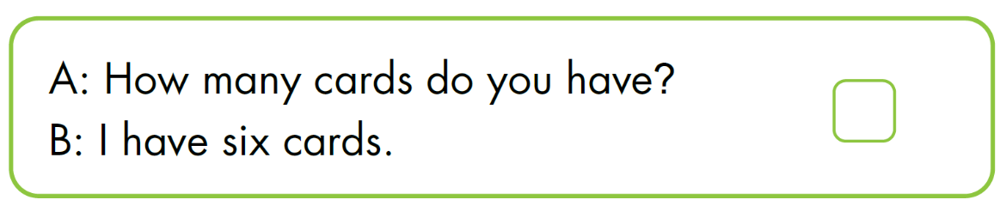 A: How many cards do you have?
B: I have six cards.